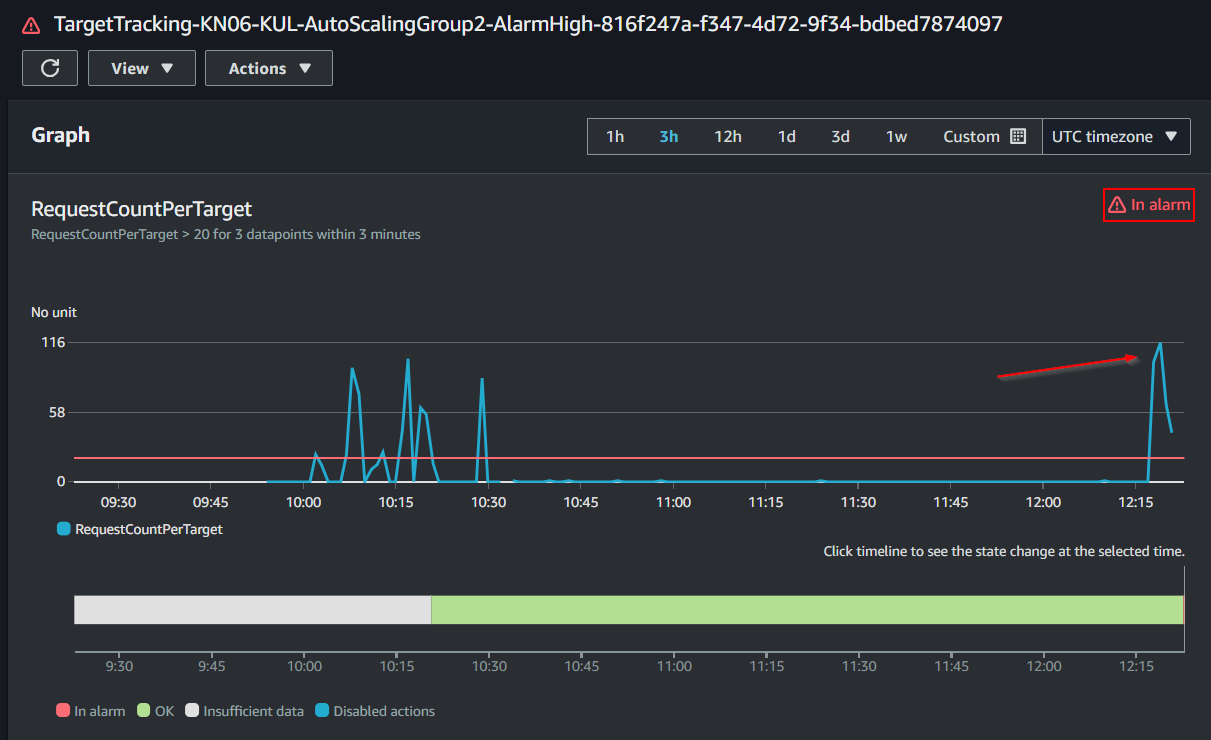 TargetTracking-KN06-KUL-AutoScalingGroup2-AlarmHigh-816f247a-f347-4d72-9f34-bdbed7874097
View Actions
Graph 1h 3h 12h 1d 3d 1w Custom UTC timezone
RequestCountPerTarget In alarm
RequestCountPerTarget > 20 for 3 datapoints within 3 minutes
No unit
116
58
0
09:30 09:45 10:00 10:15 10:30 10:45 11:00 11:15 11:30 11:45 12:00 12:15
RequestCountPerTarget
Click timeline to see the state change at the selected time.
9:30 9:45 10:00 10:15 10:30 10:45 11:00 11:15 11:30 11:45 12:00 12:15
In alarm OK Insufficient data Disabled actions